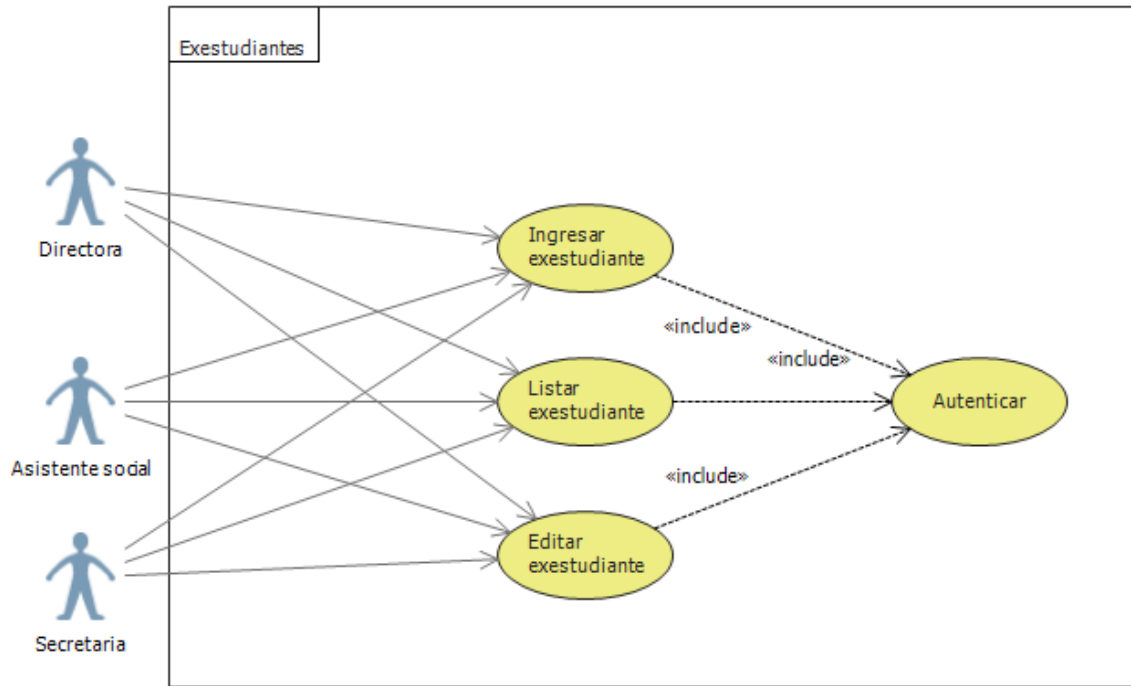 Exestudiantes
Directora
Ingresar
exestudiante
«include»
«include»
Asistente social
Listar
exestudiante
Autenticar
«include»
Secretaria
Editar
exestudiante